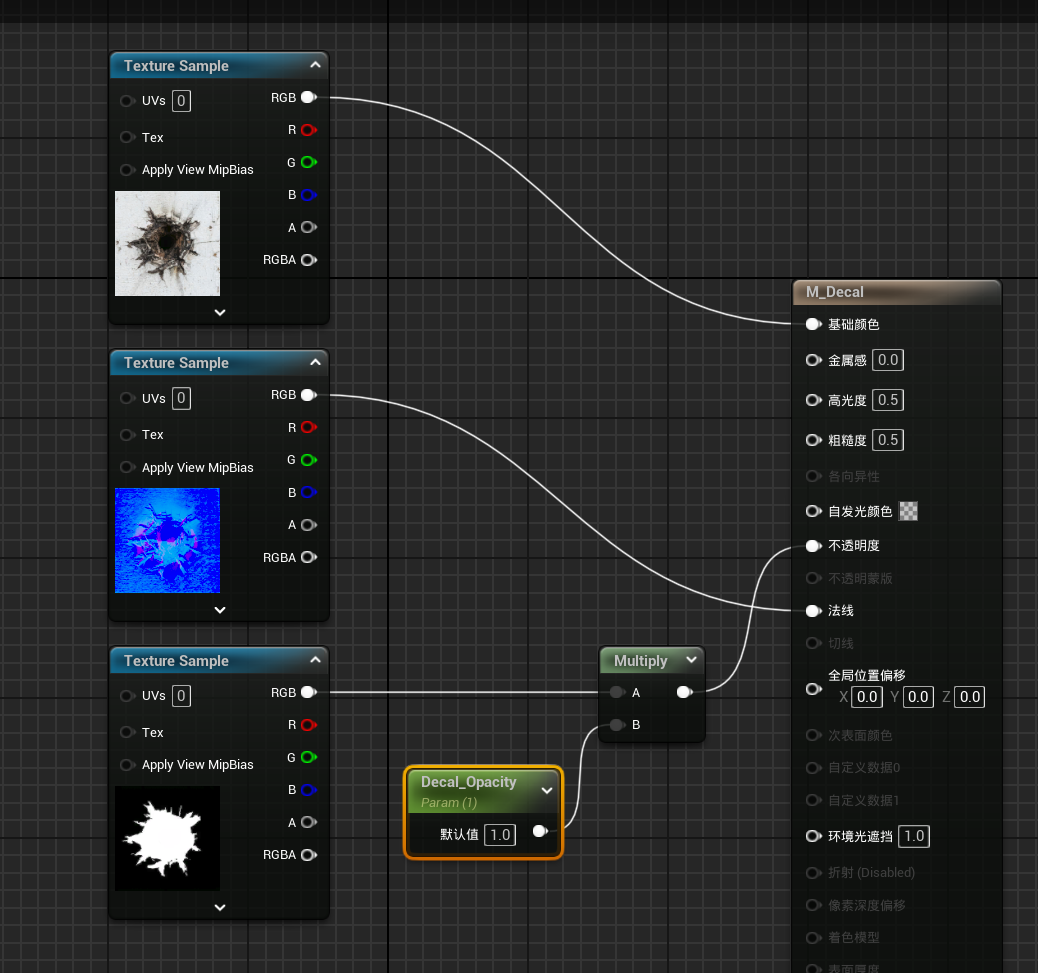 Texture Sample
UVs 0 RGB
R
Tex
G
Apply View MipBias
B
A
RGBA
Texture Sample
UVs 0 RGB
R
Tex
G
Apply View MipBias
B
A
RGBA
Texture Sample
UVs 0 RGB
R
Tex
G
Apply View MipBias
B
A
RGBA
Multiply
A
B
Decal_Opacity
Param (1)
默认值 1.0
M_Decal
基础颜色
金属感 0.0
高光度 0.5
粗糙度 0.5
各向异性
自发光颜色
不透明度
不透明蒙版
法线
切线
全局位置偏移
X 0.0 Y 0.0 Z 0.0
次表面颜色
自定义数据0
自定义数据1
环境光遮挡 1.0
折射 (Disabled)
像素深度偏移
着色模型
表面厚度